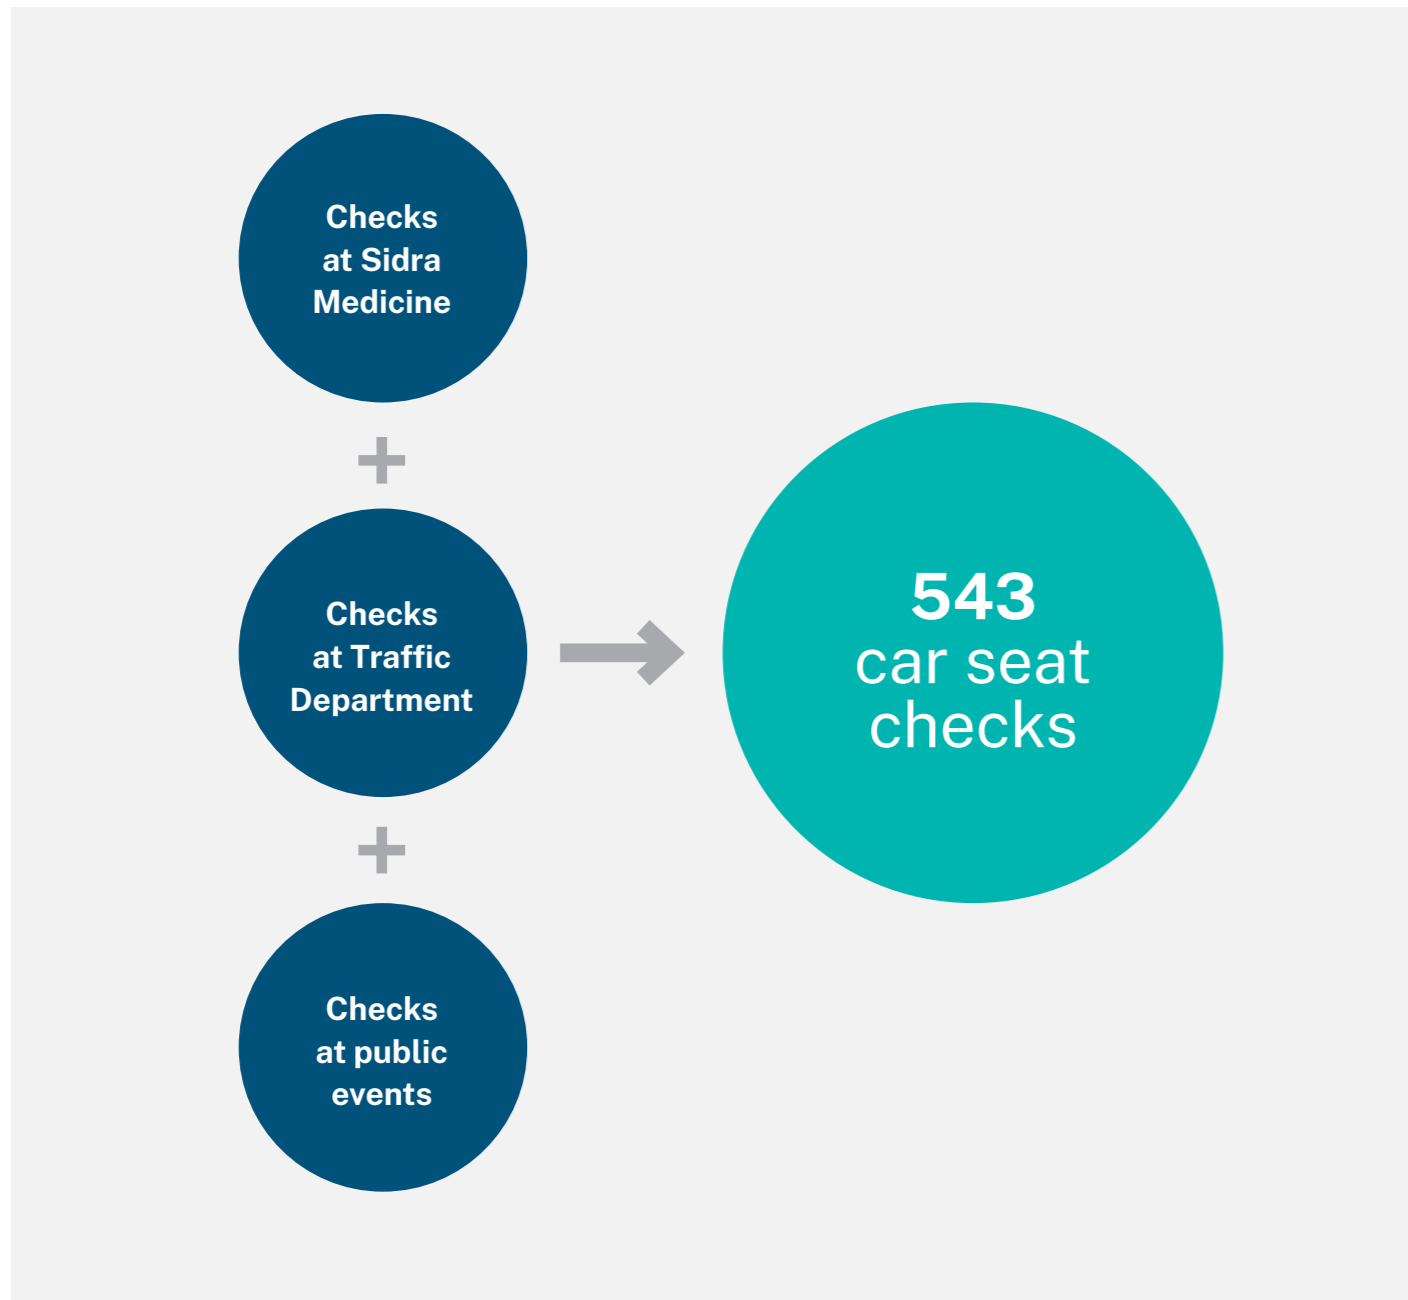 Checks
at Sidra
Medicine
+
Checks
at Traffic
Department
+
Checks
at public
events
543
car seat
checks